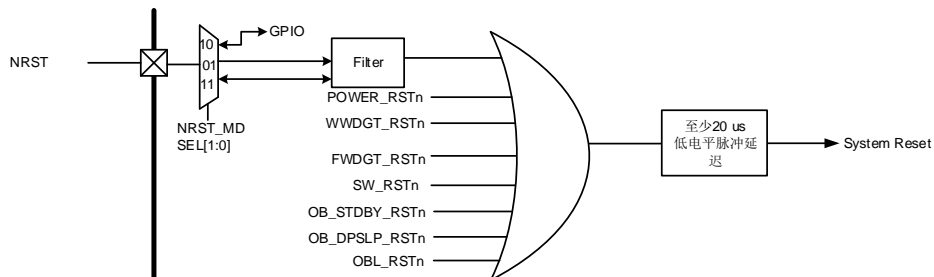 GPIO
10
NRST
01
Filter
11
POWER_RSTn
NRST_MD
SEL[1:0]
WWDGT_RSTn
至少20 us
低电平脉冲延
迟
System Reset
FWDGT_RSTn
SW_RSTn
OB_STDBY_RSTn
OB_DPSLP_RSTn
OBL_RSTn